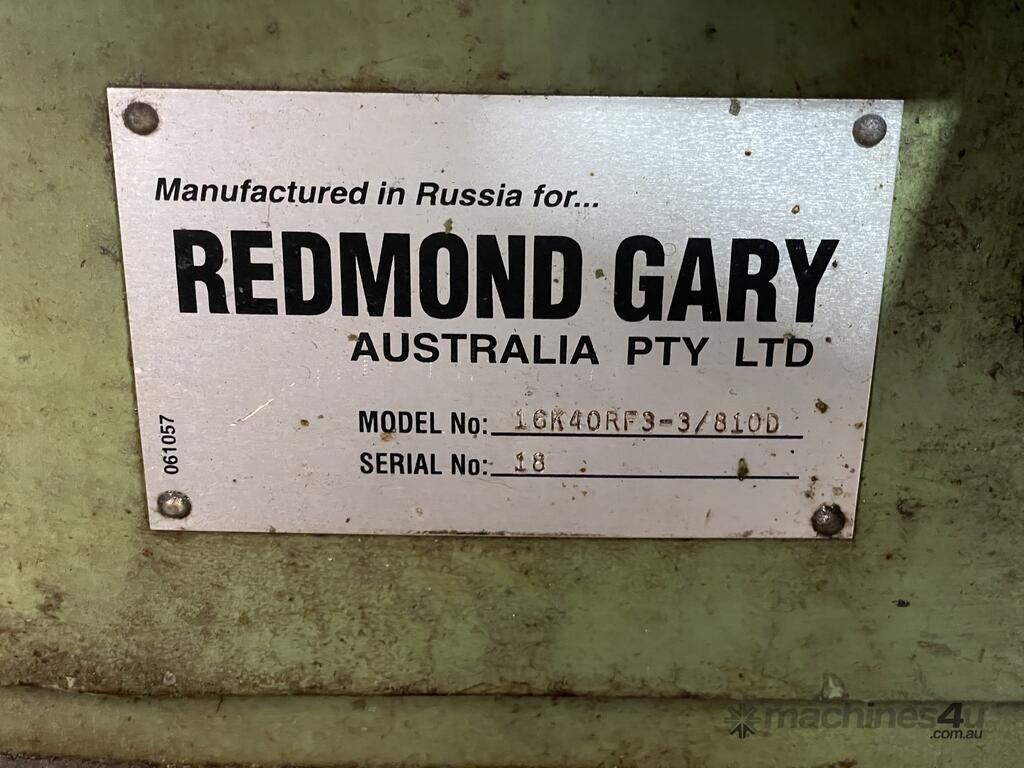 Manufactured in Russia for...
REDMOND GARY
AUSTRALIA PTY LTD
MODEL No: 16K40RF3-3/810D
SERIAL No: 18
061057
machines4u
.com.au